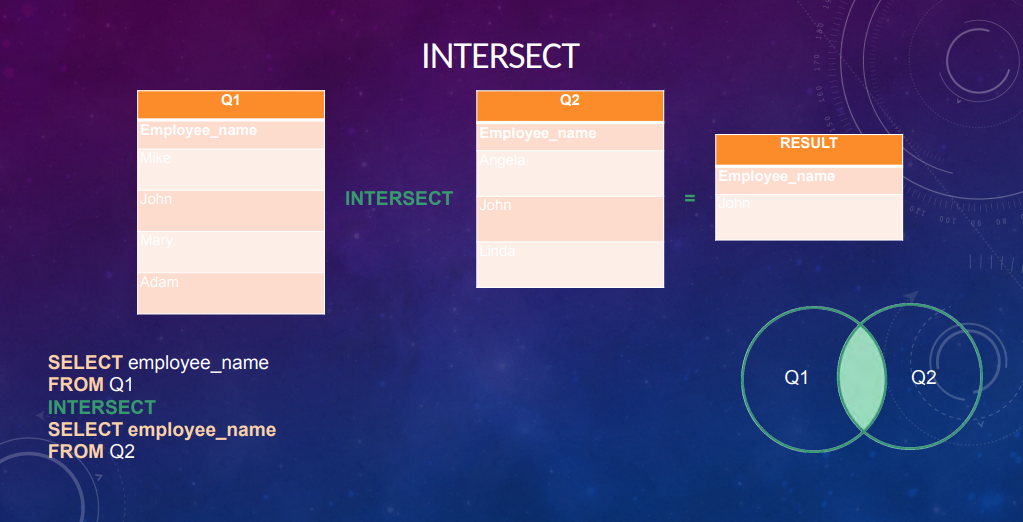 INTERSECT
Q1
Employee_name
Mike
John
Mary
Adam
INTERSECT
Q2
Employee_name
Angela
John
Linda
=
RESULT
Employee_name
John
SELECT employee_name
FROM Q1
INTERSECT
SELECT employee_name
FROM Q2
Q1
Q2